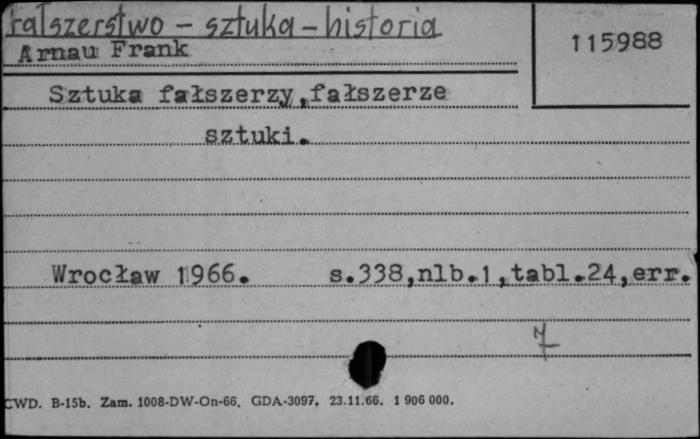 fałszerstwo - sztuka - historia
Arnau Frank
115988
Sztuka fałszerzy,fałszerze
sztuki.
Wrocław 1966. s.338,nlb.1,tabl.24,err.
7
CWD. B-15b. Zam. 1008-DW-On-66. GDA-3097. 23.11.66. 1 906 000.